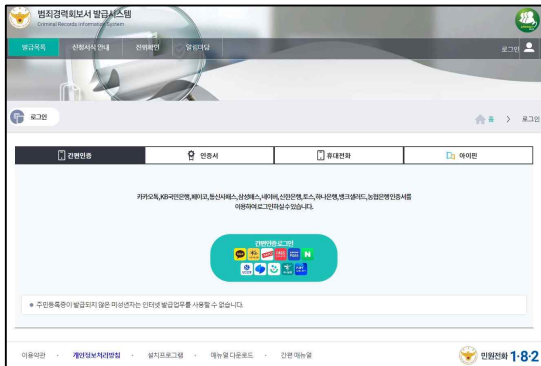 범죄경력회보서 발급시스템
Criminal Records Information System
발급목록 신청서식 안내 진위확인 알림마당 로그인
로그인 홈 > 로그인
간편인증 인증서 휴대전화 아이핀
카카오톡,KB국민은행,페이코,통신사패스,삼성패스,네이버,신한은행,토스,하나은행,뱅크샐러드,농협은행인증서를
이용하여로그인하실수있습니다.
간편인증로그인
주민등록증이 발급되지 않은 미성년자는 인터넷 발급업무를 사용할 수 없습니다.
이용약관 · 개인정보처리방침 · 설치프로그램 · 매뉴얼 다운로드 · 간편 매뉴얼 민원전화 1·8·2